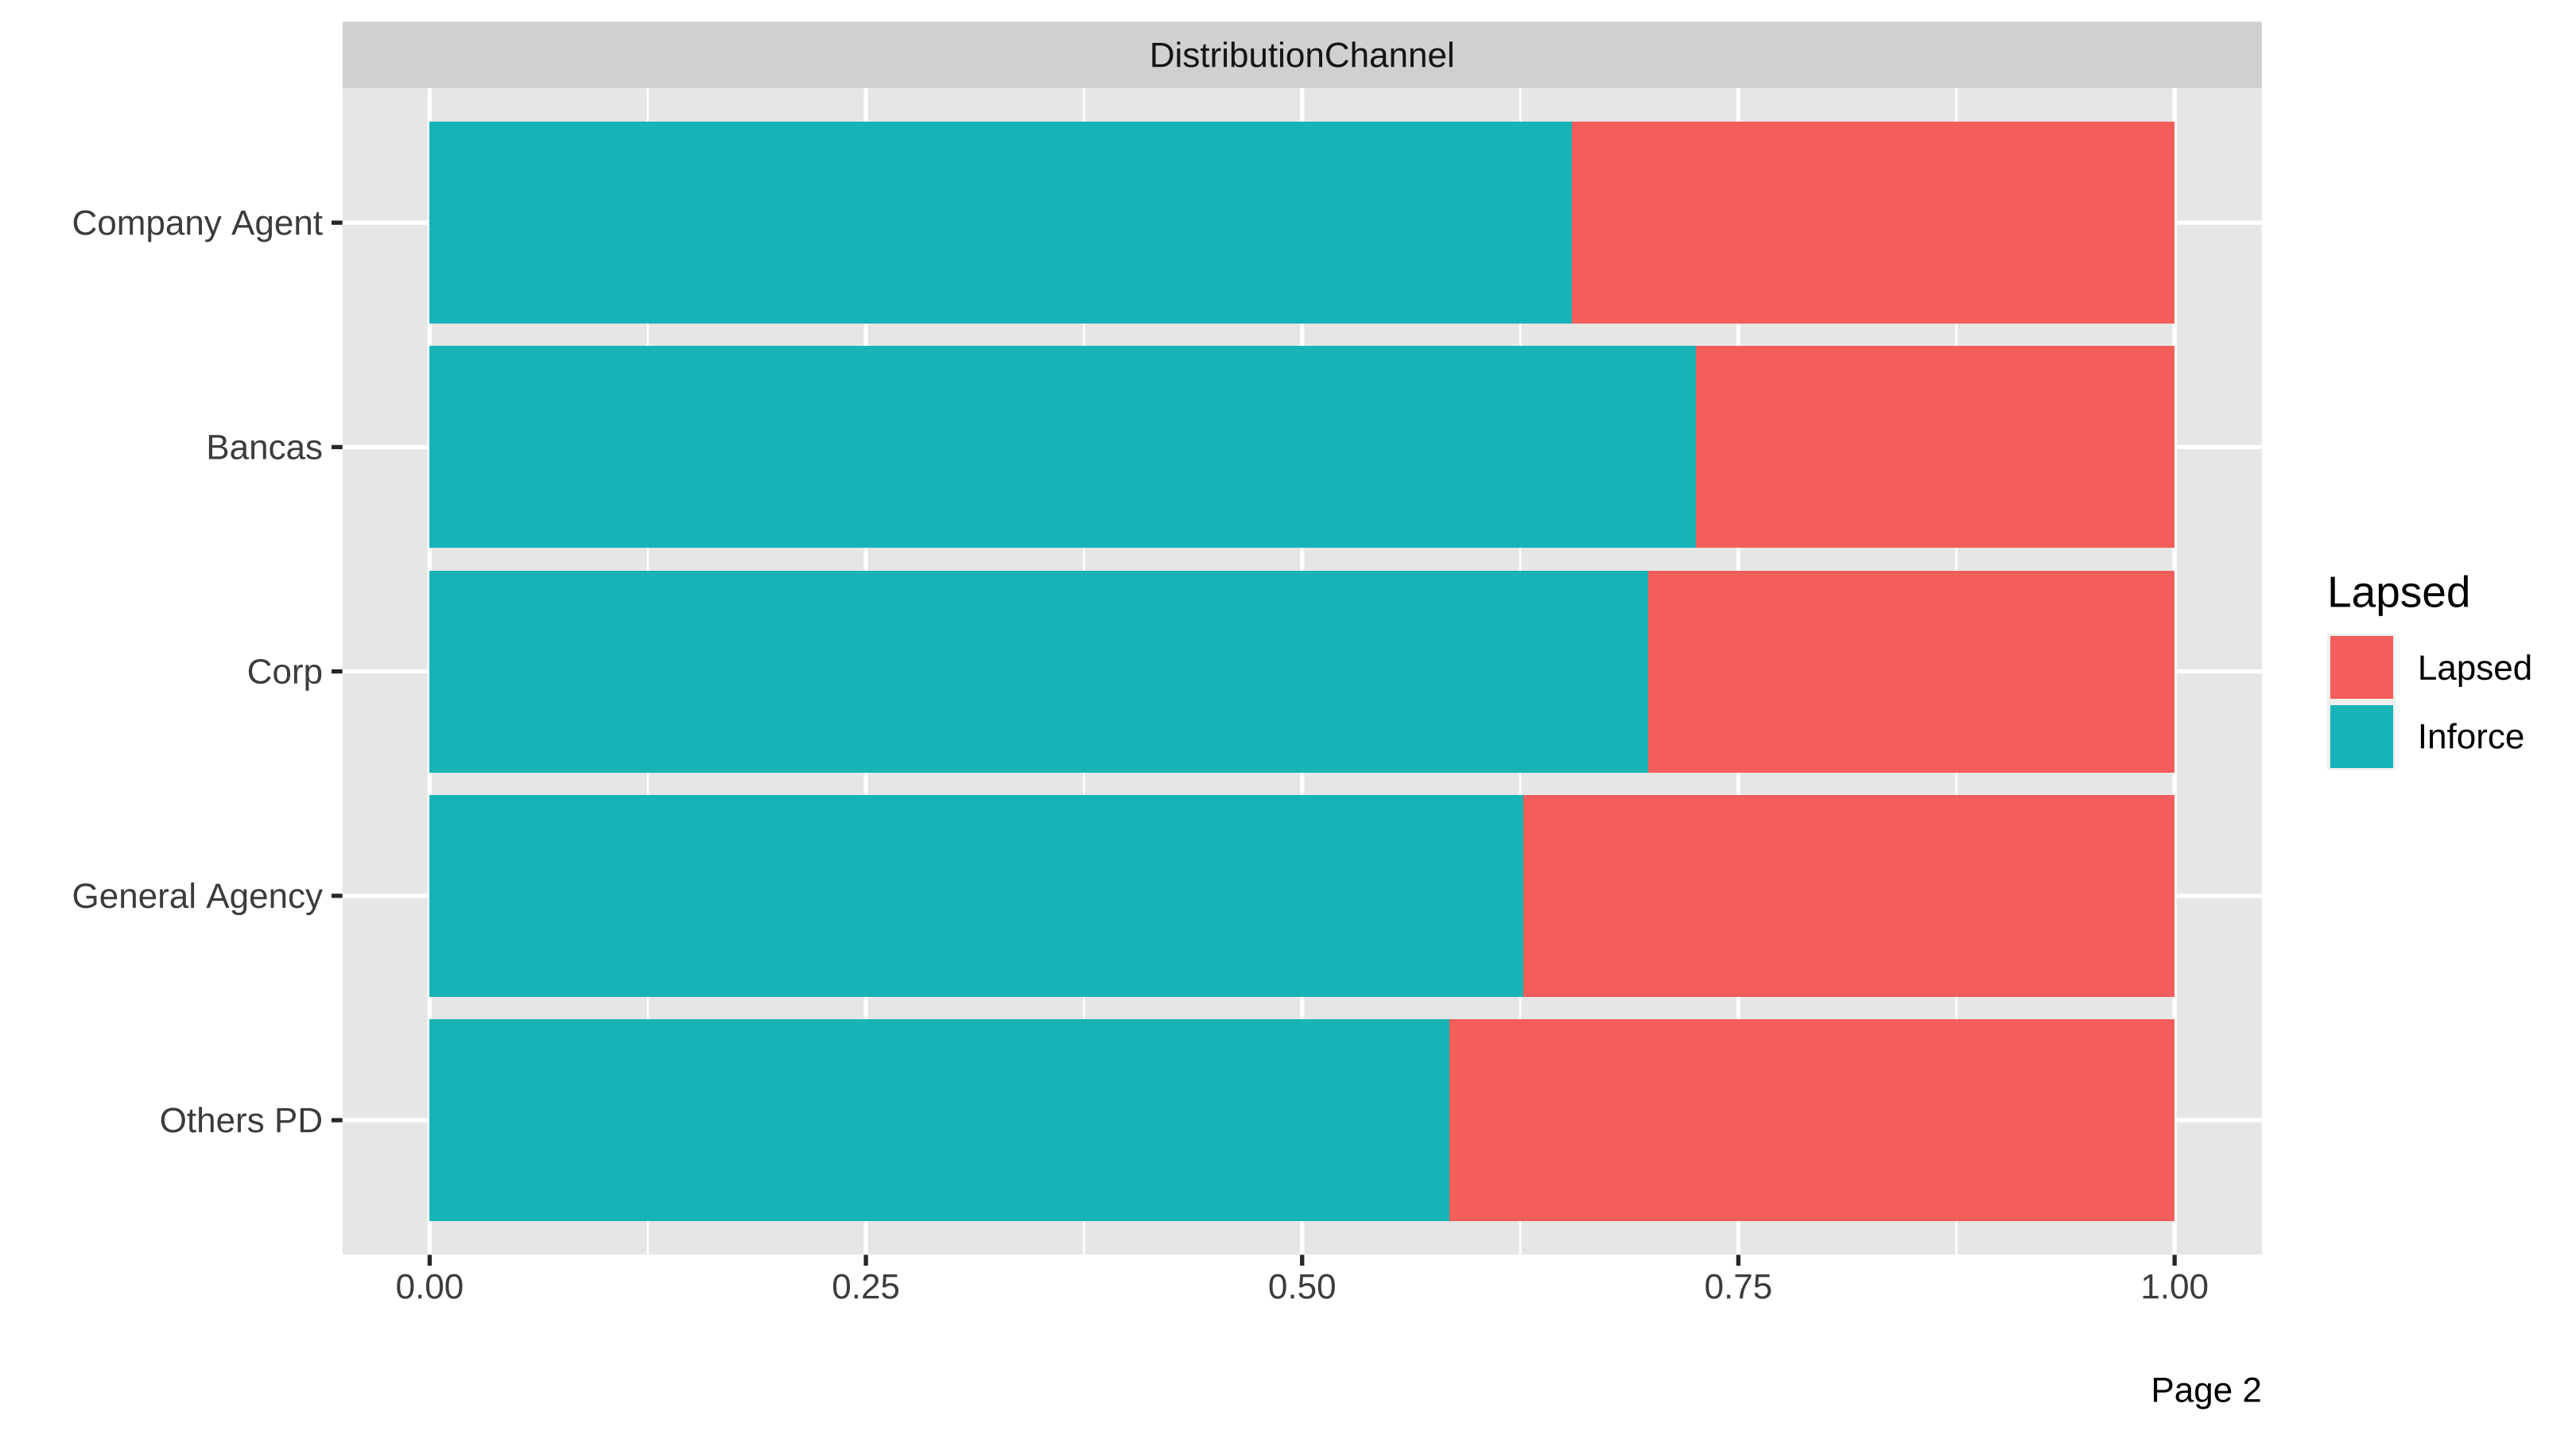 DistributionChannel
Company Agent
Bancas
Corp
General Agency
Others PD
0.00 0.25 0.50 0.75 1.00
Lapsed
Lapsed
Inforce
Page 2